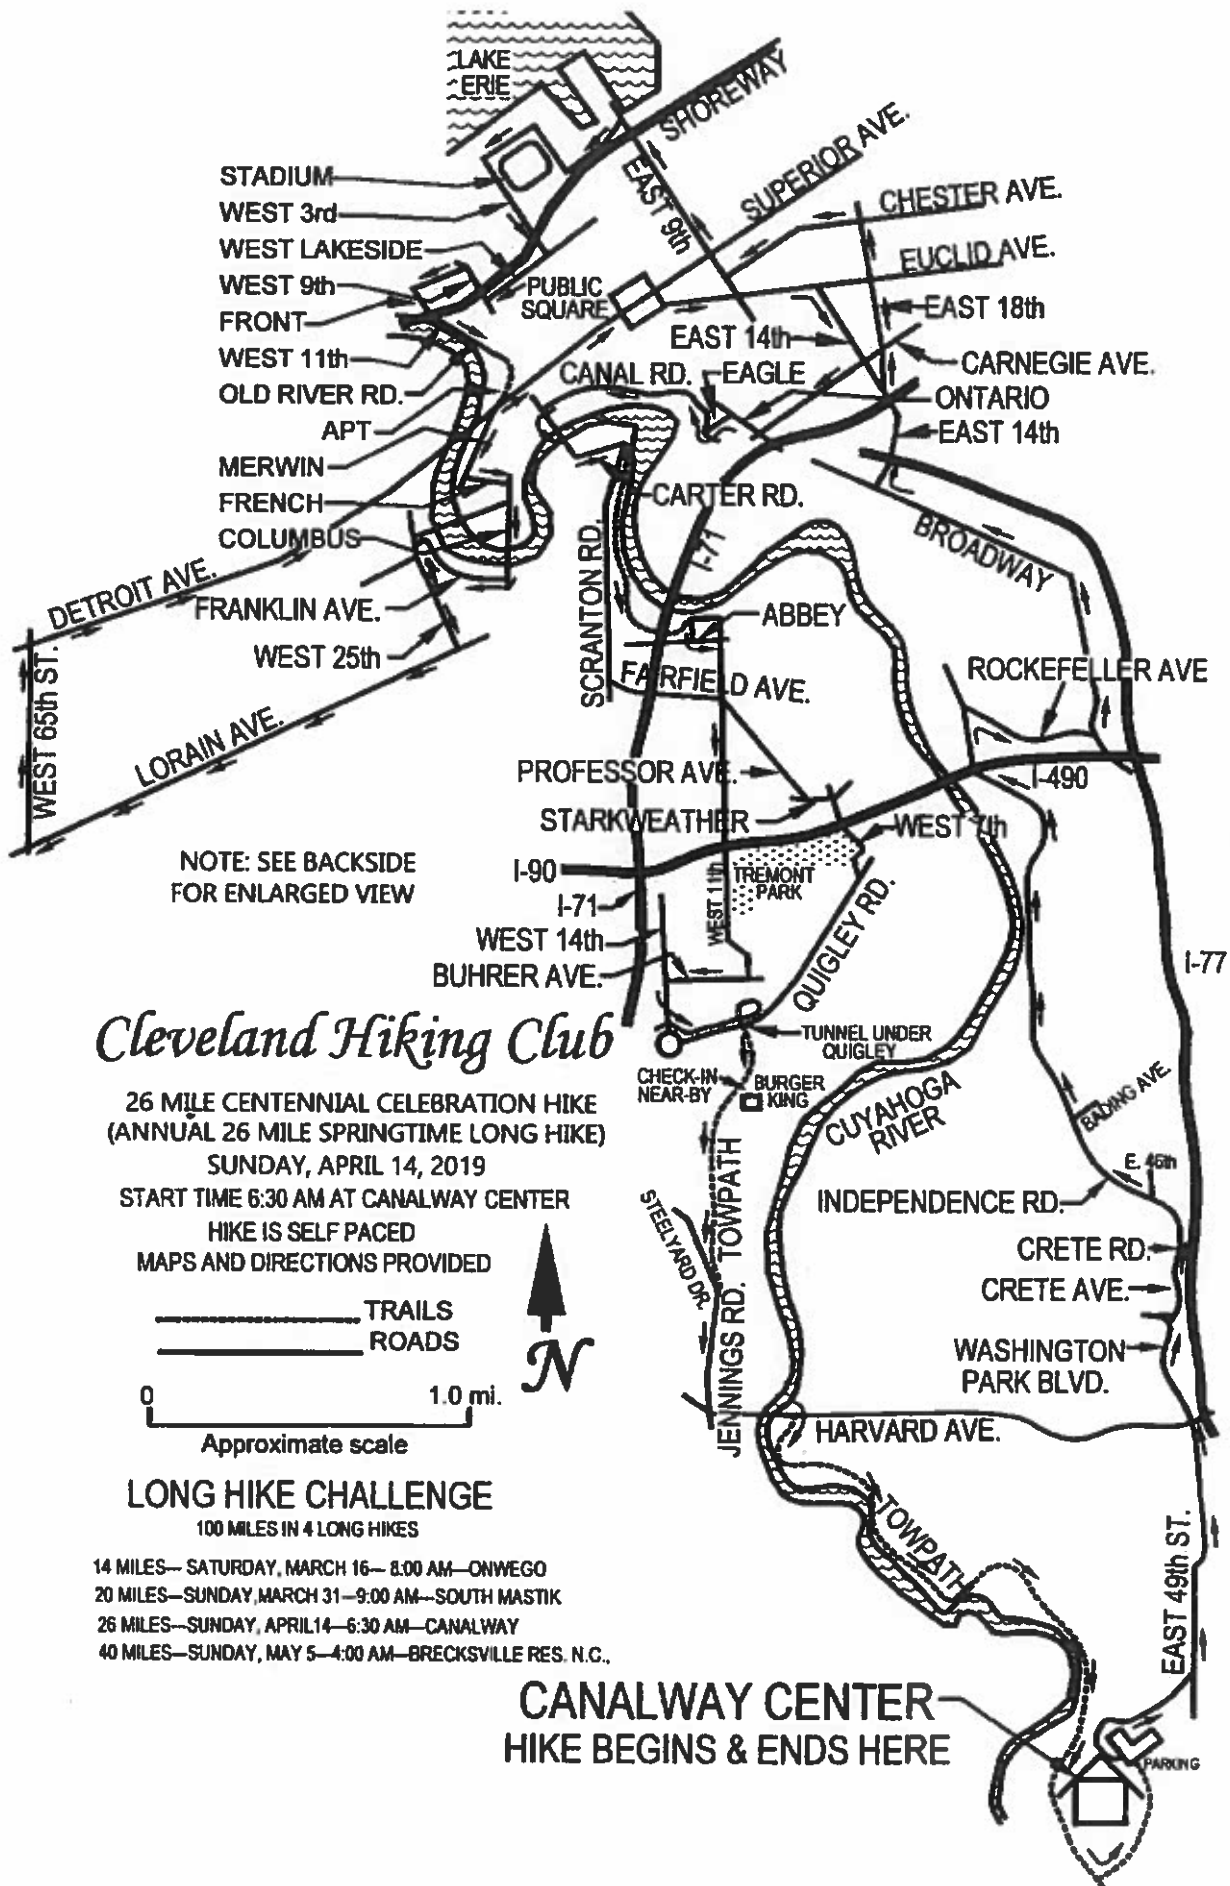 LAKE
ERIE
SHOREWAY
SUPERIOR AVE.
CHESTER AVE.
EUCLID AVE.
EAST 9th
STADIUM
WEST 3rd
WEST LAKESIDE
WEST 9th
FRONT
WEST 11th
OLD RIVER RD.
APT
MERWIN
FRENCH
COLUMBUS
PUBLIC
SQUARE
EAST 18th
EAST 14th
CARNEGIE AVE.
CANAL RD.
EAGLE
ONTARIO
EAST 14th
CARTER RD.
BROADWAY
I-71
DETROIT AVE.
FRANKLIN AVE.
WEST 25th
SCRANTON RD.
ABBEY
FAIRFIELD AVE.
ROCKEFELLER AVE
WEST 65th ST.
LORAIN AVE.
PROFESSOR AVE.
I-490
STARKWEATHER
WEST 7th
NOTE: SEE BACKSIDE
FOR ENLARGED VIEW
I-90
TREMONT
PARK
I-71
WEST 11th
WEST 14th
QUIGLEY RD.
BUHRER AVE.
I-77
Cleveland Hiking Club
TUNNEL UNDER
QUIGLEY
CHECK-IN
NEAR-BY
BURGER
KING
CUYAHOGA
RIVER
BADING AVE.
26 MILE CENTENNIAL CELEBRATION HIKE
(ANNUAL 26 MILE SPRINGTIME LONG HIKE)
SUNDAY, APRIL 14, 2019
START TIME 6:30 AM AT CANALWAY CENTER
HIKE IS SELF PACED
MAPS AND DIRECTIONS PROVIDED
E. 45th
INDEPENDENCE RD.
STEELYARD DR.
TOWPATH
JENNINGS RD.
CRETE RD.
CRETE AVE.
WASHINGTON
PARK BLVD.
TRAILS
ROADS
N
0 1.0 mi.
Approximate scale
HARVARD AVE.
LONG HIKE CHALLENGE
100 MILES IN 4 LONG HIKES
14 MILES— SATURDAY, MARCH 16— 8:00 AM—ONWEGO
20 MILES—SUNDAY,MARCH 31—9:00 AM—SOUTH MASTIK
26 MILES—SUNDAY, APRIL14—6:30 AM—CANALWAY
40 MILES—SUNDAY, MAY 5—4:00 AM—BRECKSVILLE RES. N.C.,
TOWPATH
EAST 49th ST.
CANALWAY CENTER
HIKE BEGINS & ENDS HERE
PARKING